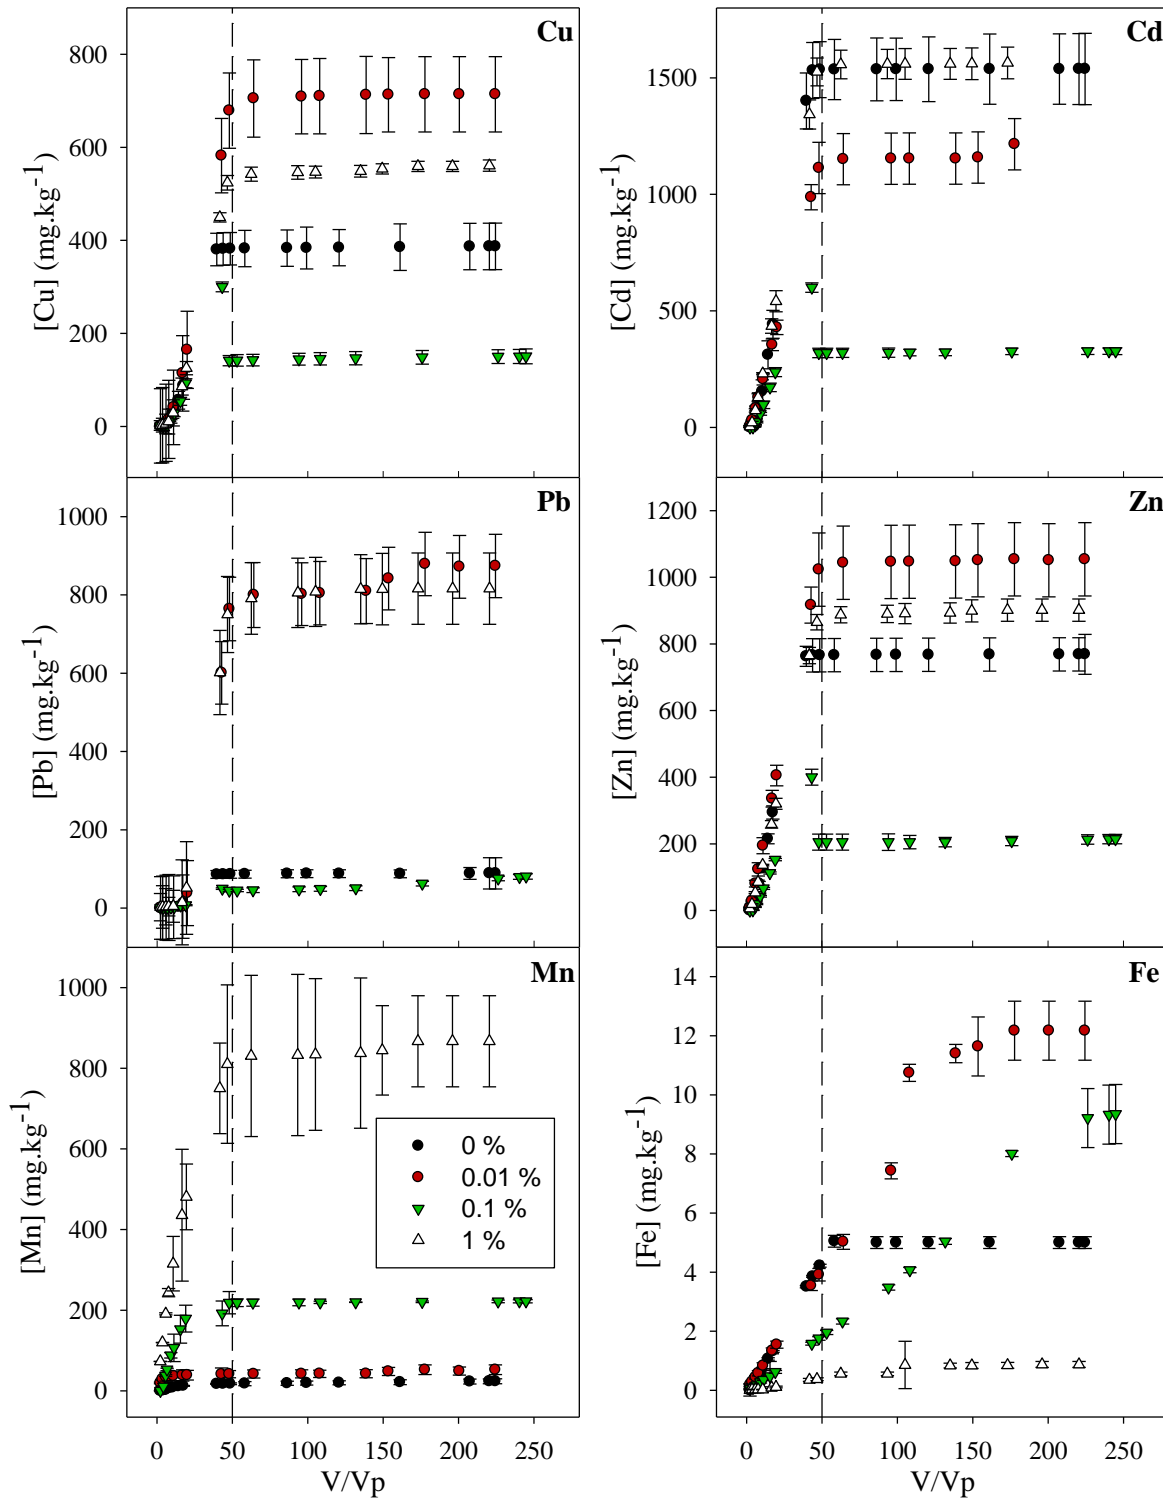 Cu
800
600
400
200
0
[Cu] (mg.kg-1)
Cd
1500
1000
500
0
[Cd] (mg.kg-1)
Pb
1000
800
600
400
200
0
[Pb] (mg.kg-1)
Zn
1200
1000
800
600
400
200
0
[Zn] (mg.kg-1)
Mn
1000
800
600
400
200
0
[Mn] (mg.kg-1)
0 %
0.01 %
0.1 %
1 %
0 50 100 150 200 250
V/Vp
Fe
14
12
10
8
6
4
2
0
[Fe] (mg.kg-1)
0 50 100 150 200 250
V/Vp